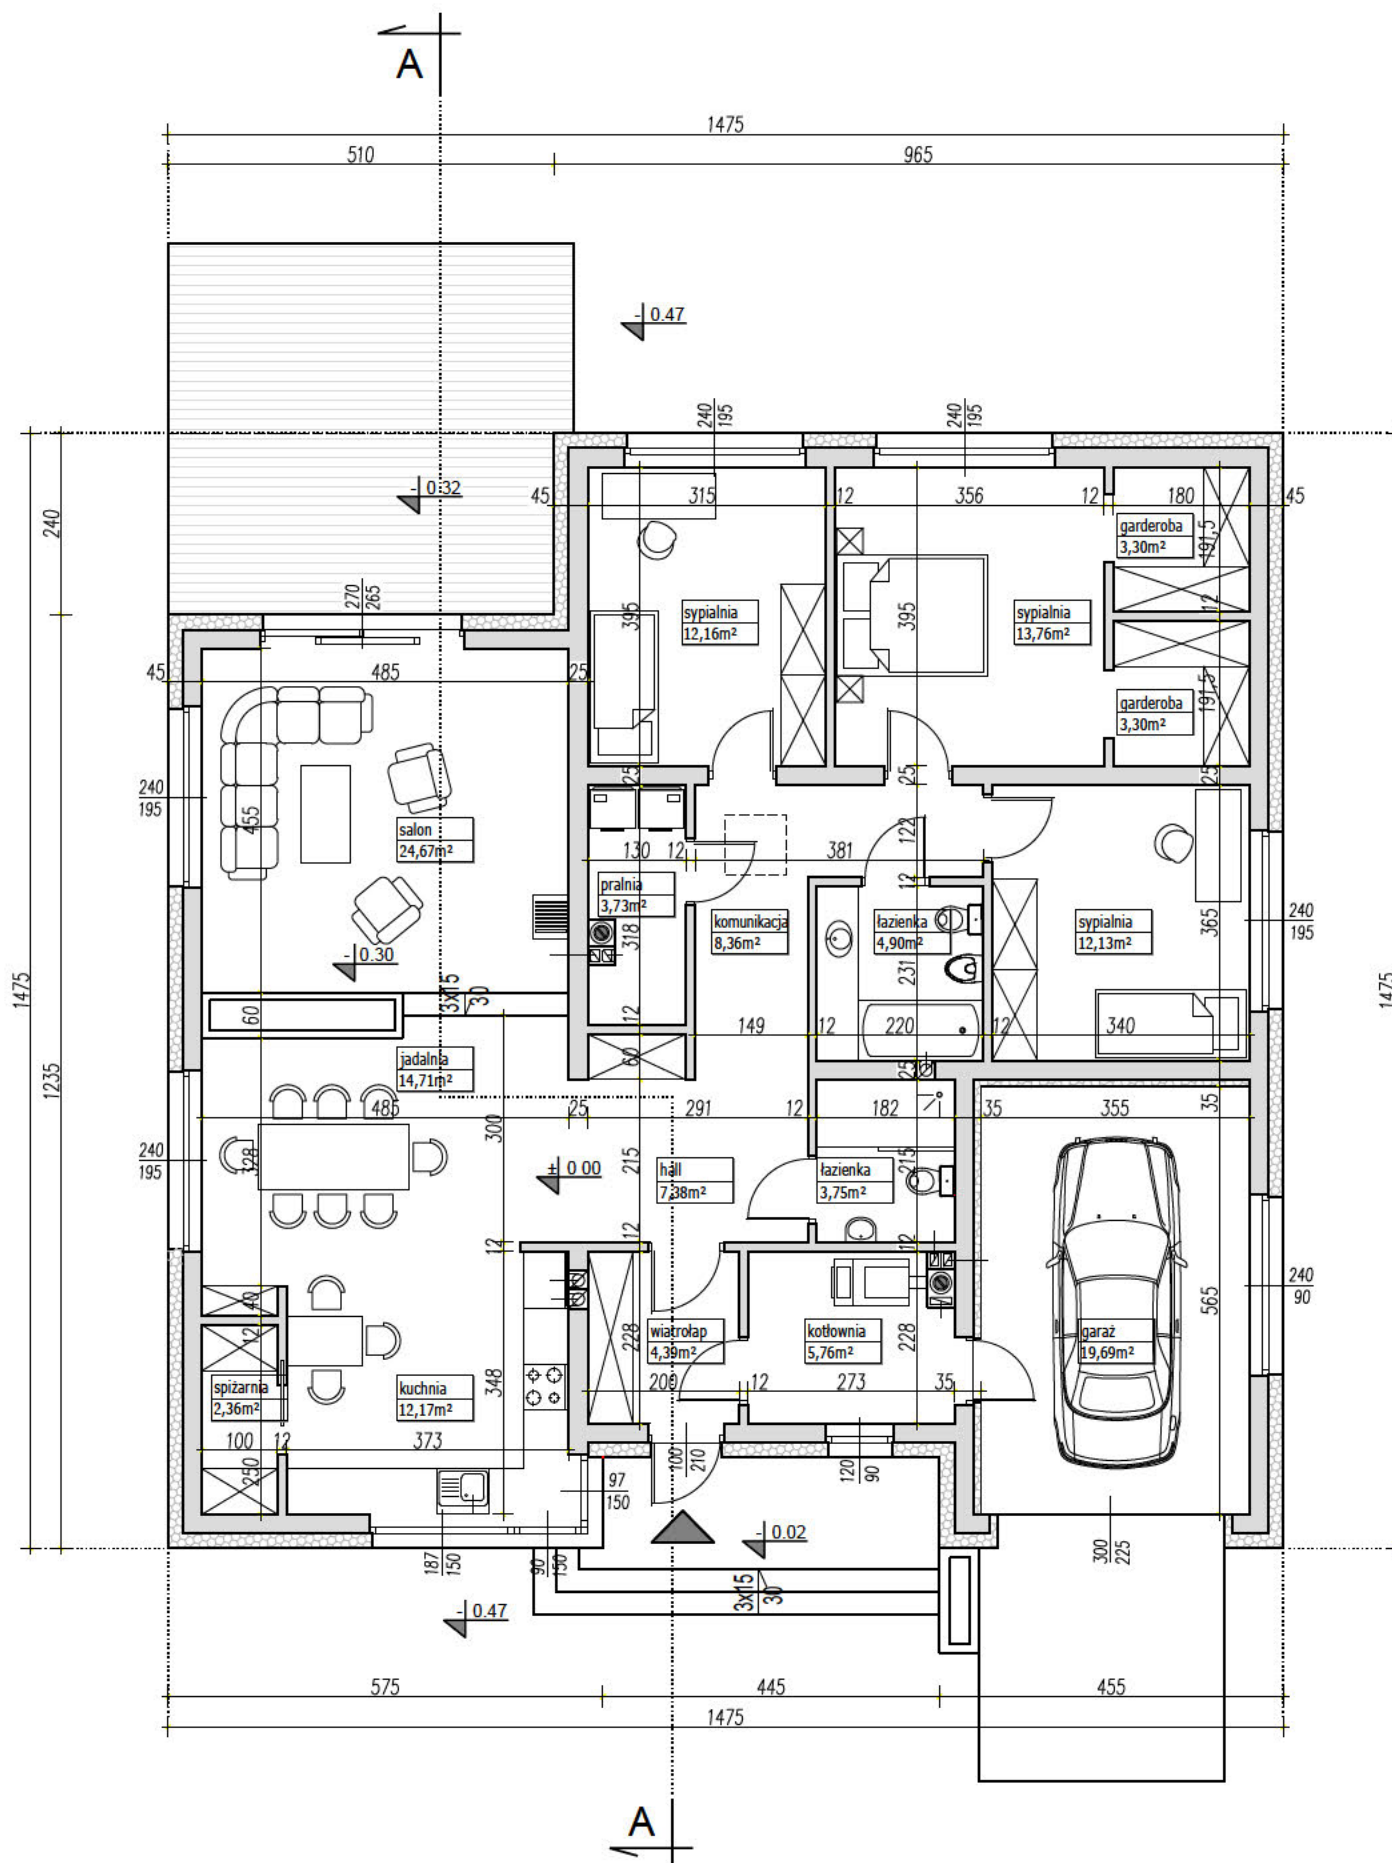 A
1475
510
965
- 0.47
240
195
240
195
- 0.32
45
315
12
356
12
180
45
garderoba
3,30m²
191,5
240
270
265
395
sypialnia
12,16m²
395
sypialnia
13,76m²
12
45
485
25
garderoba
3,30m²
191,5
25
25
25
240
195
455
salon
24,67m²
122
130
12
381
12
pralnia
3,73m²
318
komunikacja
8,36m²
łazienka
4,90m²
231
sypialnia
12,13m²
365
240
195
- 0.30
3x15
30
1475
1475
60
12
149
12
220
12
340
jadalnia
14,71m²
60
25
1235
35
485
25
291
12
182
35
355
300
328
240
195
± 0 00
215
hall
7,38m²
łazienka
3,75m²
215
12
12
12
40
565
240
90
12
228
wiatrołap
4,39m²
kotłownia
5,76m²
228
garaż
19,69m²
spiżarnia
2,36m²
kuchnia
12,17m²
348
200
12
273
35
100
12
373
250
97
150
100
210
120
90
- 0.02
187
150
90
150
300
225
3x15
30
- 0.47
575
445
455
1475
A